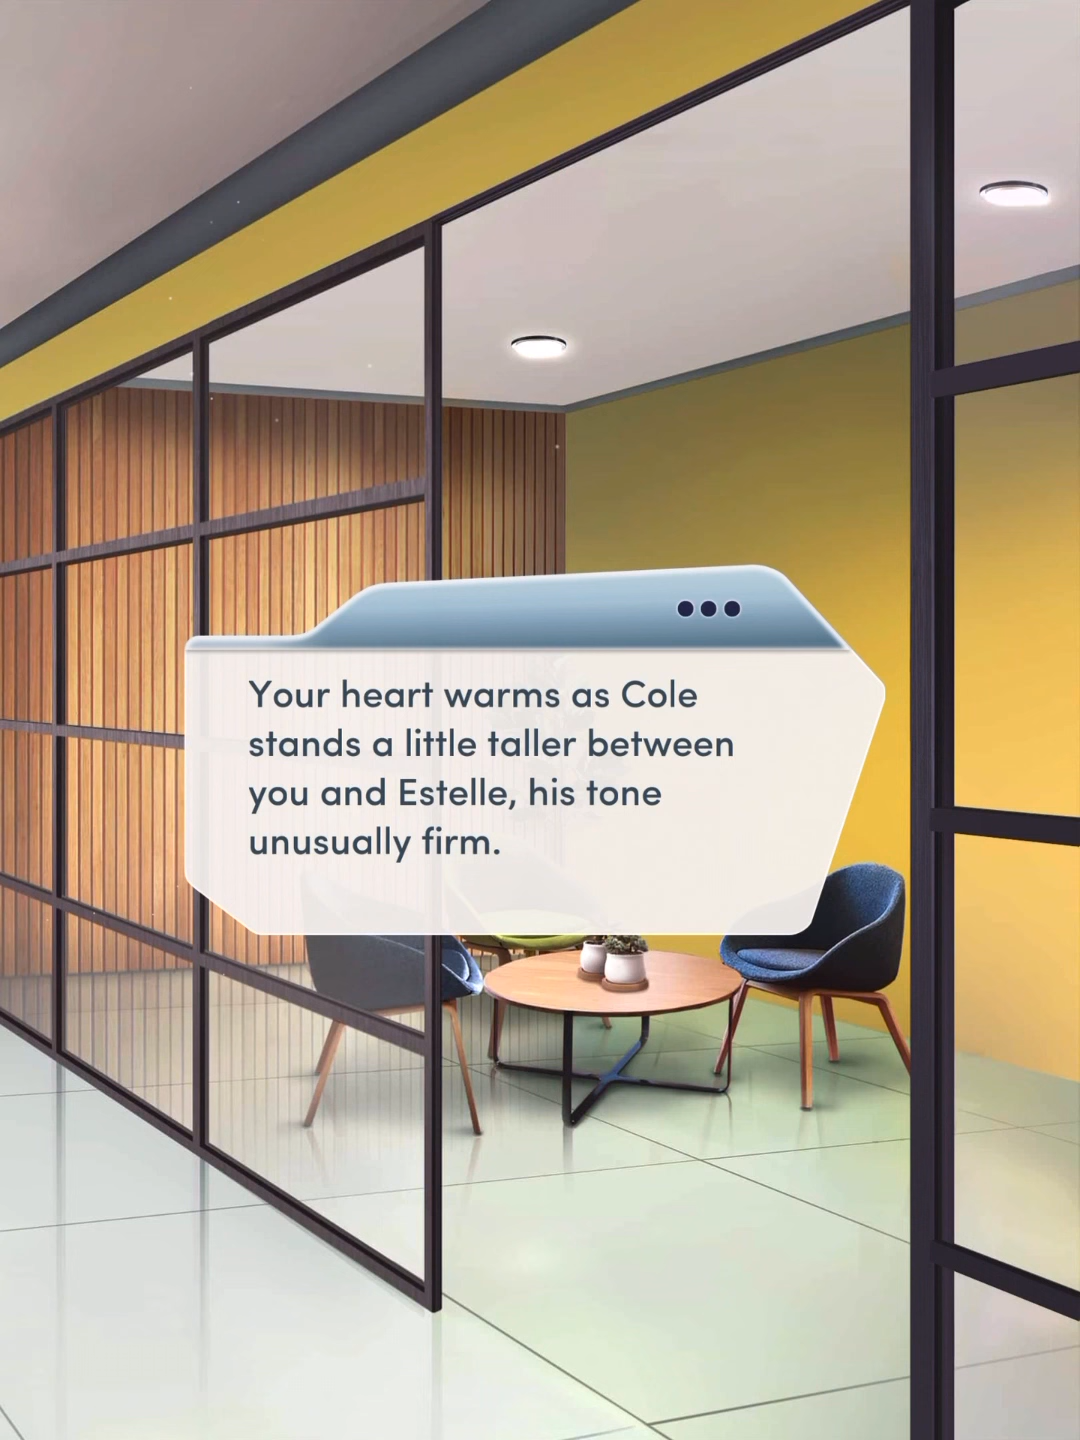 Your heart warms as Cole
stands a little taller between
you and Estelle, his tone
unusually firm.